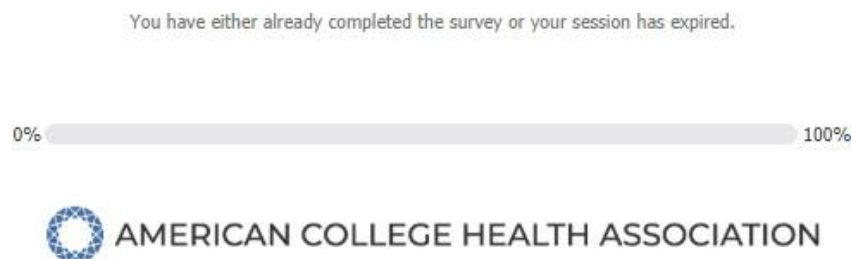 You have either already completed the survey or your session has expired.
0% 100%
AMERICAN COLLEGE HEALTH ASSOCIATION